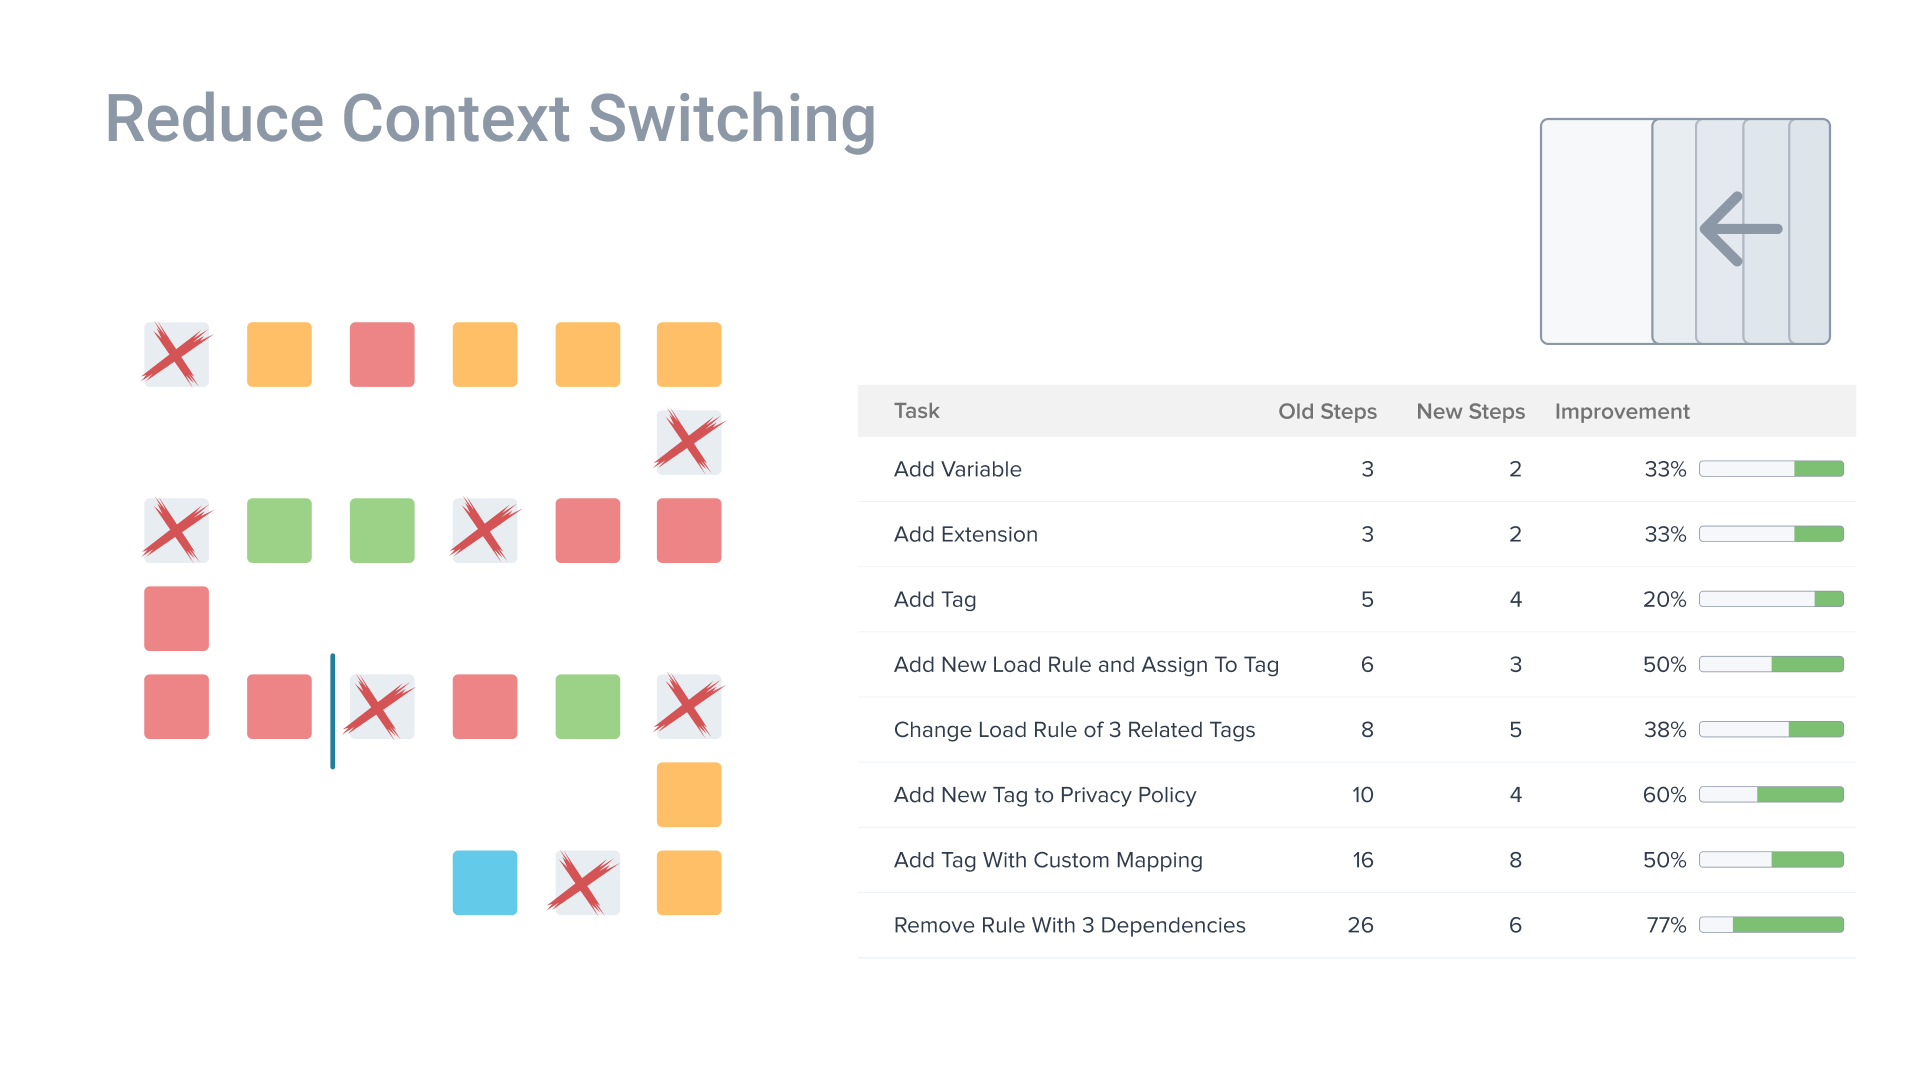 Reduce Context Switching
Task Old Steps New Steps Improvement
Add Variable 3 2 33%
Add Extension 3 2 33%
Add Tag 5 4 20%
Add New Load Rule and Assign To Tag 6 3 50%
Change Load Rule of 3 Related Tags 8 5 38%
Add New Tag to Privacy Policy 10 4 60%
Add Tag With Custom Mapping 16 8 50%
Remove Rule With 3 Dependencies 26 6 77%